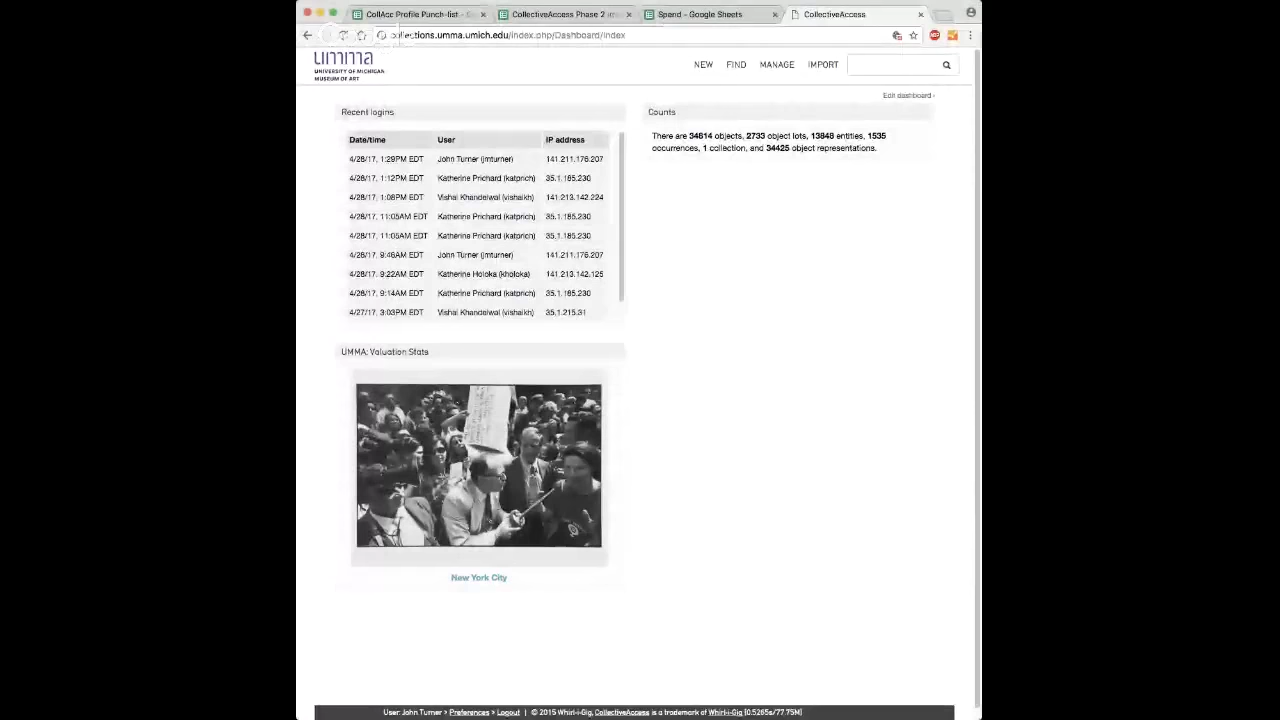 CollAcc Profile Punch-list -
CollectiveAccess Phase 2
Spend - Google Sheets
CollectiveAccess
collections.umma.umich.edu/index.php/Dashboard/Index
umma
UNIVERSITY OF MICHIGAN
MUSEUM OF ART
NEW FIND MANAGE IMPORT
Edit dashboard ›
Recent logins
Date/time User IP address
4/28/17, 1:29PM EDT John Turner (jmturner) 141.211.176.207
4/28/17, 1:12PM EDT Katherine Prichard (katprich) 35.1.185.230
4/28/17, 1:08PM EDT Vishal Khandelwal (vishalkh) 141.213.142.224
4/28/17, 11:05AM EDT Katherine Prichard (katprich) 35.1.185.230
4/28/17, 11:05AM EDT Katherine Prichard (katprich) 35.1.185.230
4/28/17, 9:46AM EDT John Turner (jmturner) 141.211.176.207
4/28/17, 9:22AM EDT Katherine Holoka (kholoka) 141.213.142.125
4/28/17, 9:14AM EDT Katherine Prichard (katprich) 35.1.185.230
4/27/17, 3:03PM EDT Vishal Khandelwal (vishalkh) 35.1.215.31
Counts
There are 34614 objects, 2733 object lots, 13848 entities, 1535
occurrences, 1 collection, and 34425 object representations.
UMMA: Valuation Stats
New York City
User: John Turner > Preferences > Logout | © 2015 Whirl-i-Gig, CollectiveAccess is a trademark of Whirl-i-Gig [0.5265s/77.75M]